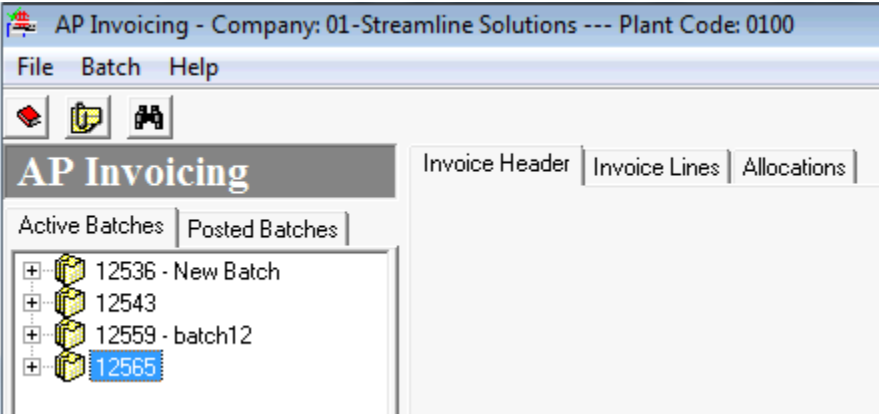 AP Invoicing - Company: 01-Streamline Solutions --- Plant Code: 0100
File Batch Help
AP Invoicing
Invoice Header Invoice Lines Allocations
Active Batches Posted Batches
12536 - New Batch
12543
12559 - batch12
12565